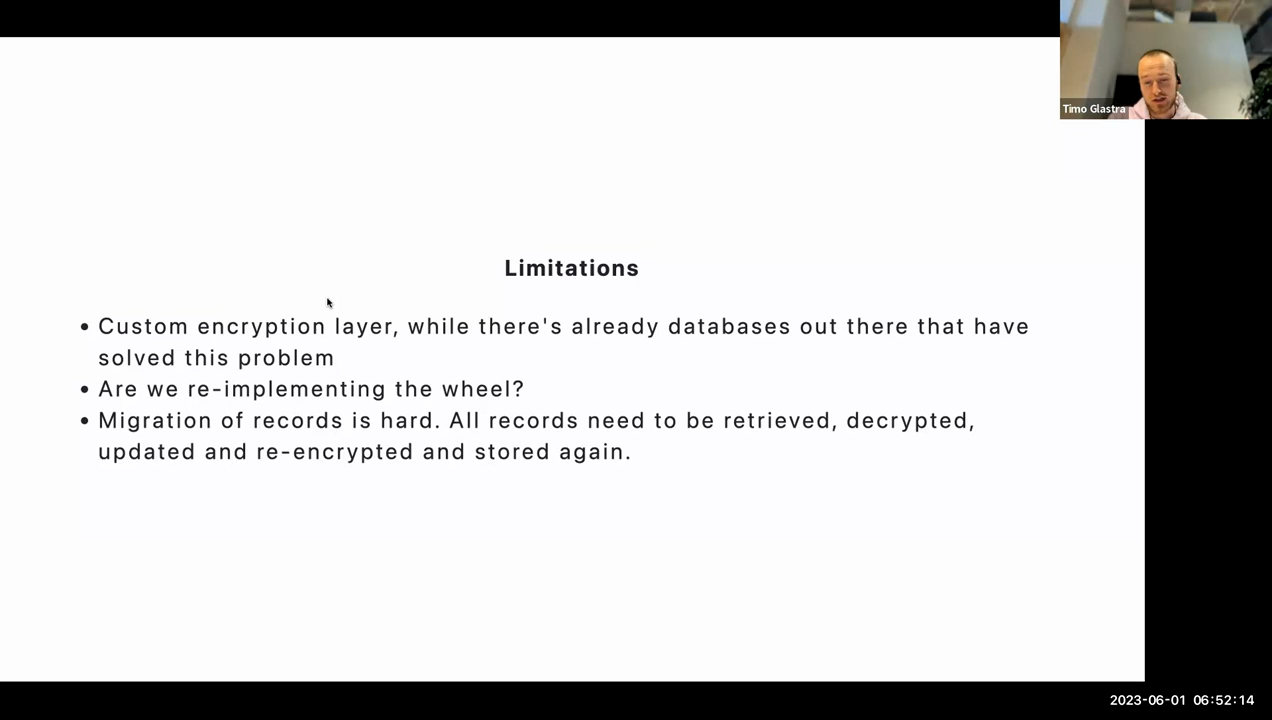 Timo Glastra
Limitations
• Custom encryption layer, while there's already databases out there that have
solved this problem
• Are we re-implementing the wheel?
• Migration of records is hard. All records need to be retrieved, decrypted,
updated and re-encrypted and stored again.
2023-06-01 06:52:14